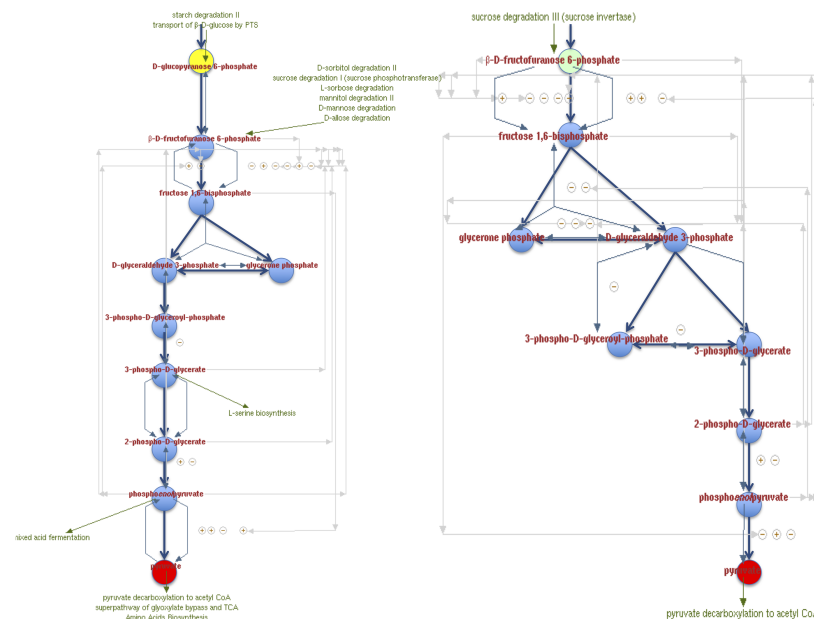 starch degradation II
transport of β-D-glucose by PTS
D-glucopyranose 6-phosphate
D-sorbitol degradation II
sucrose degradation I (sucrose phosphotransferase)
L-sorbose degradation
mannitol degradation II
D-mannose degradation
D-allose degradation
β-D-fructofuranose 6-phosphate
fructose 1,6-bisphosphate
D-glyceraldehyde 3-phosphate
glycerone phosphate
3-phospho-D-glyceroyl-phosphate
3-phospho-D-glycerate
L-serine biosynthesis
2-phospho-D-glycerate
phosphoenolpyruvate
mixed acid fermentation
pyruvate
pyruvate decarboxylation to acetyl CoA
superpathway of glyoxylate bypass and TCA
Amino Acids Biosynthesis
sucrose degradation III (sucrose invertase)
β-D-fructofuranose 6-phosphate
fructose 1,6-bisphosphate
glycerone phosphate
D-glyceraldehyde 3-phosphate
3-phospho-D-glyceroyl-phosphate
3-phospho-D-glycerate
2-phospho-D-glycerate
phosphoenolpyruvate
pyruvate
pyruvate decarboxylation to acetyl CoA